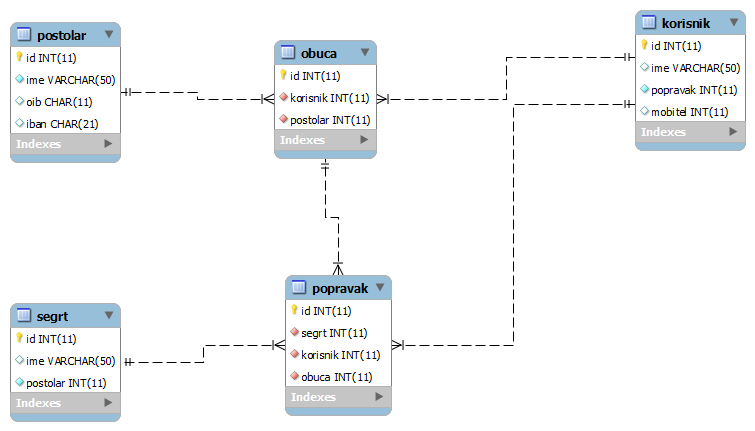 postolar
id INT(11)
ime VARCHAR(50)
oib CHAR(11)
iban CHAR(21)
Indexes
obuca
id INT(11)
korisnik INT(11)
postolar INT(11)
Indexes
korisnik
id INT(11)
ime VARCHAR(50)
popravak INT(11)
mobitel INT(11)
Indexes
segrt
id INT(11)
ime VARCHAR(50)
postolar INT(11)
Indexes
popravak
id INT(11)
segrt INT(11)
korisnik INT(11)
obuca INT(11)
Indexes